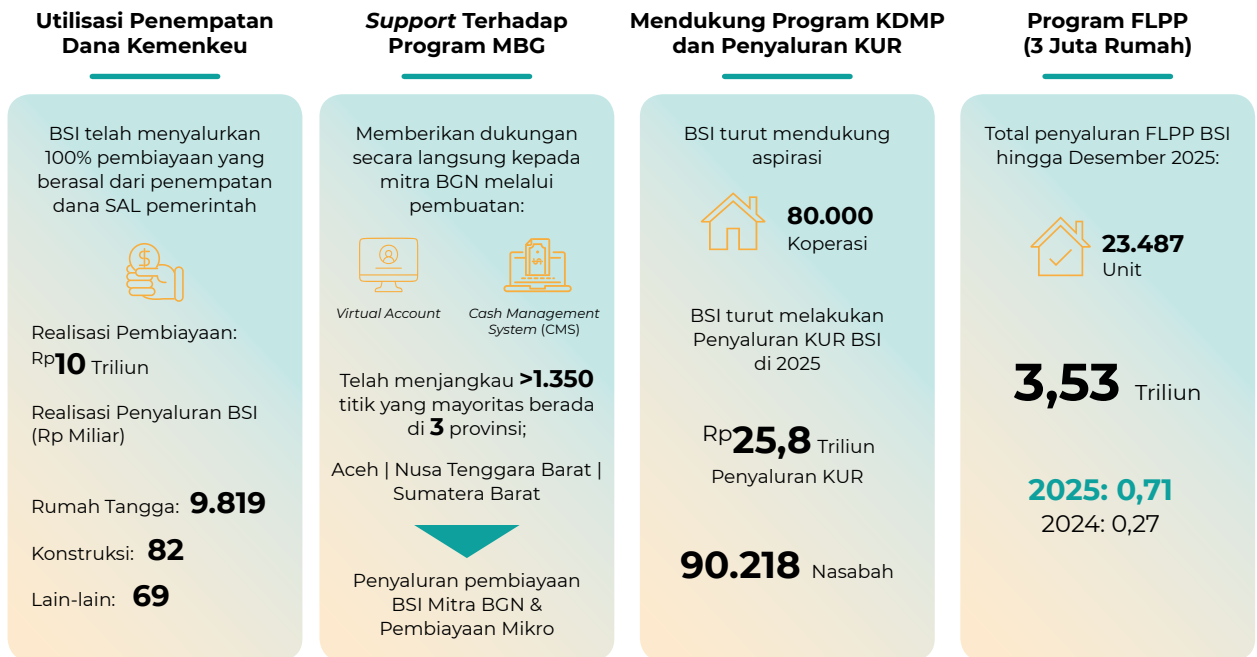 Utilisasi Penempatan
Dana Kemenkeu
BSI telah menyalurkan
100% pembiayaan yang
berasal dari penempatan
dana SAL pemerintah
Realisasi Pembiayaan:
Rp10 Triliun
Realisasi Penyaluran BSI
(Rp Miliar)
Rumah Tangga: 9.819
Konstruksi: 82
Lain-lain: 69
Support Terhadap
Program MBG
Memberikan dukungan
secara langsung kepada
mitra BGN melalui
pembuatan:
Virtual Account
Cash Management
System (CMS)
Telah menjangkau >1.350
titik yang mayoritas berada
di 3 provinsi;
Aceh | Nusa Tenggara Barat |
Sumatera Barat
Penyaluran pembiayaan
BSI Mitra BGN &
Pembiayaan Mikro
Mendukung Program KDMP
dan Penyaluran KUR
BSI turut mendukung
aspirasi
80.000
Koperasi
BSI turut melakukan
Penyaluran KUR BSI
di 2025
Rp25,8 Triliun
Penyaluran KUR
90.218 Nasabah
Program FLPP
(3 Juta Rumah)
Total penyaluran FLPP BSI
hingga Desember 2025:
23.487
Unit
3,53 Triliun
2025: 0,71
2024: 0,27